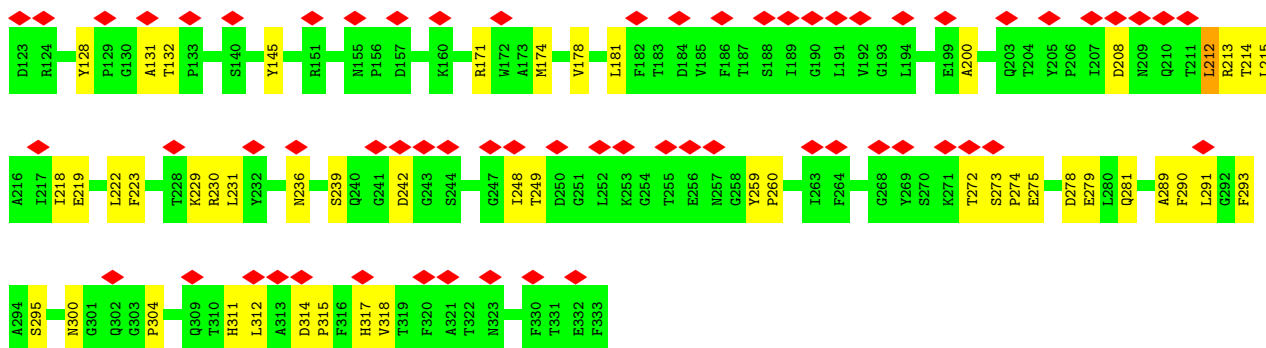 D123 R124 Y128 P129 G130 A131 T132 P133 S140 Y145 R151 N155 P156 D157 K160 R171 W172 A173 M174 V178 L181 F182 T183 D184 V185 F186 T187 S188 I189 G190 L191 V192 G193 L194 E199 A200 Q203 T204 Y205 P206 I207 D208 N209 Q210 T211 L212 R213 T214 L215
A216 I217 I218 E219 L222 F223 T228 K229 R230 L231 Y232 N236 S239 Q240 G241 D242 G243 S244 G247 I248 T249 D250 G251 L252 K253 G254 T255 E256 N257 G258 Y259 P260 I263 F264 G268 Y269 S270 K271 T272 S273 P274 E275 D278 E279 L280 Q281 A289 F290 L291 G292 F293
A294 S295 N300 G301 Q302 G303 P304 Q309 T310 H311 L312 A313 D314 P315 F316 H317 V318 T319 F320 A321 T322 N323 F330 T331 E332 F333